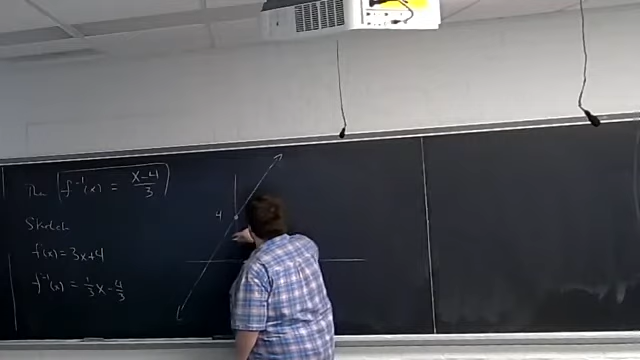 The f⁻¹(x) = (x-4)/3
Sketch
f(x) = 3x+4
f⁻¹(x) = 1/3 x - 4/3
4